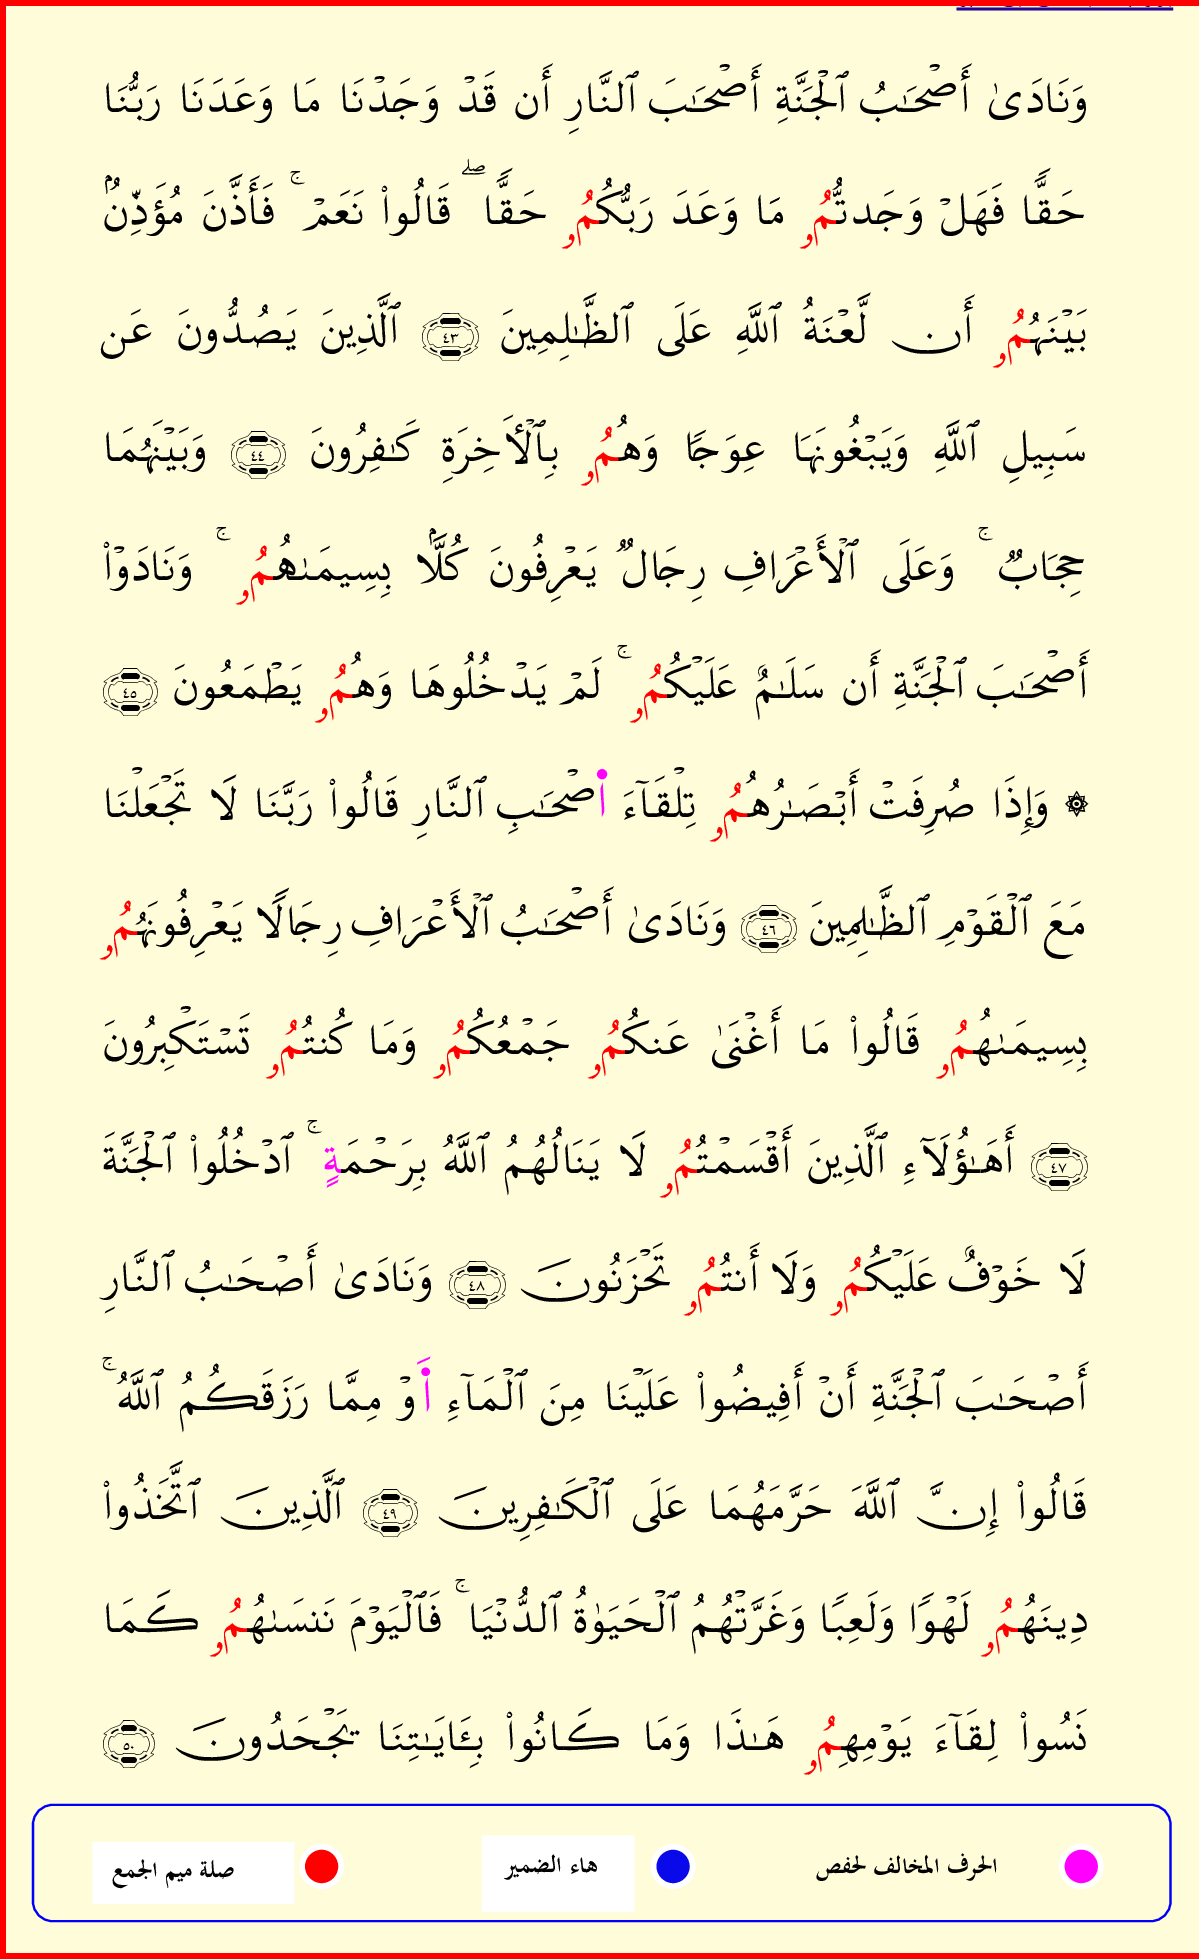 وَنَادَىٰ أَصْحَـٰبُ ٱلْجَنَّةِ أَصْحَـٰبَ ٱلنَّارِ أَن قَدْ وَجَدْنَا مَا وَعَدَنَا رَبُّنَا
حَقًّا فَهَلْ وَجَدتُّمُۥ مَا وَعَدَ رَبُّكُمُۥ حَقًّا ۖ قَالُوا۟ نَعَمْ ۚ فَأَذَّنَ مُؤَذِّنٌۢ
بَيْنَهُمُۥ أَن لَّعْنَةُ ٱللَّهِ عَلَى ٱلظَّـٰلِمِينَ ٤٣ ٱلَّذِينَ يَصُدُّونَ عَن
سَبِيلِ ٱللَّهِ وَيَبْغُونَهَا عِوَجًا وَهُمُۥ بِٱلْـَٔاخِرَةِ كَـٰفِرُونَ ٤٤ وَبَيْنَهُمَا
حِجَابٌ ۚ وَعَلَى ٱلْأَعْرَافِ رِجَالٌ يَعْرِفُونَ كُلًّۢا بِسِيمَىٰهُمُۥ ۚ وَنَادَوْا۟
أَصْحَـٰبَ ٱلْجَنَّةِ أَن سَلَـٰمٌ عَلَيْكُمُۥ ۚ لَمْ يَدْخُلُوهَا وَهُمُۥ يَطْمَعُونَ ٤٥
۞ وَإِذَا صُرِفَتْ أَبْصَـٰرُهُمُۥ تِلْقَآءَ ا۬صْحَـٰبِ ٱلنَّارِ قَالُوا۟ رَبَّنَا لَا تَجْعَلْنَا
مَعَ ٱلْقَوْمِ ٱلظَّـٰلِمِينَ ٤٦ وَنَادَىٰ أَصْحَـٰبُ ٱلْأَعْرَافِ رِجَالًا يَعْرِفُونَهُمُۥ
بِسِيمَىٰهُمُۥ قَالُوا۟ مَا أَغْنَىٰ عَنكُمُۥ جَمْعُكُمُۥ وَمَا كُنتُمُۥ تَسْتَكْبِرُونَ
٤٧ أَهَـٰؤُلَآءِ ٱلَّذِينَ أَقْسَمْتُمُۥ لَا يَنَالُهُمُ ٱللَّهُ بِرَحْمَةٍ ۚ ٱدْخُلُوا۟ ٱلْجَنَّةَ
لَا خَوْفٌ عَلَيْكُمُۥ وَلَا أَنتُمُۥ تَحْزَنُونَ ٤٨ وَنَادَىٰ أَصْحَـٰبُ ٱلنَّارِ
أَصْحَـٰبَ ٱلْجَنَّةِ أَنْ أَفِيضُوا۟ عَلَيْنَا مِنَ ٱلْمَآءِ اَ۬وْ مِمَّا رَزَقَكُمُ ٱللَّهُ ۚ
قَالُوا۟ إِنَّ ٱللَّهَ حَرَّمَهُمَا عَلَى ٱلْكَـٰفِرِينَ ٤٩ ٱلَّذِينَ ٱتَّخَذُوا۟
دِينَهُمُۥ لَهْوًا وَلَعِبًا وَغَرَّتْهُمُ ٱلْحَيَوٰةُ ٱلدُّنْيَا ۚ فَٱلْيَوْمَ نَنسَىٰهُمُۥ كَمَا
نَسُوا۟ لِقَآءَ يَوْمِهِمُۥ هَـٰذَا وَمَا كَانُوا۟ بِـَٔايَـٰتِنَا يَجْحَدُونَ ٥٠
الحرف المخالف لحفص هاء الضمير صلة ميم الجمع